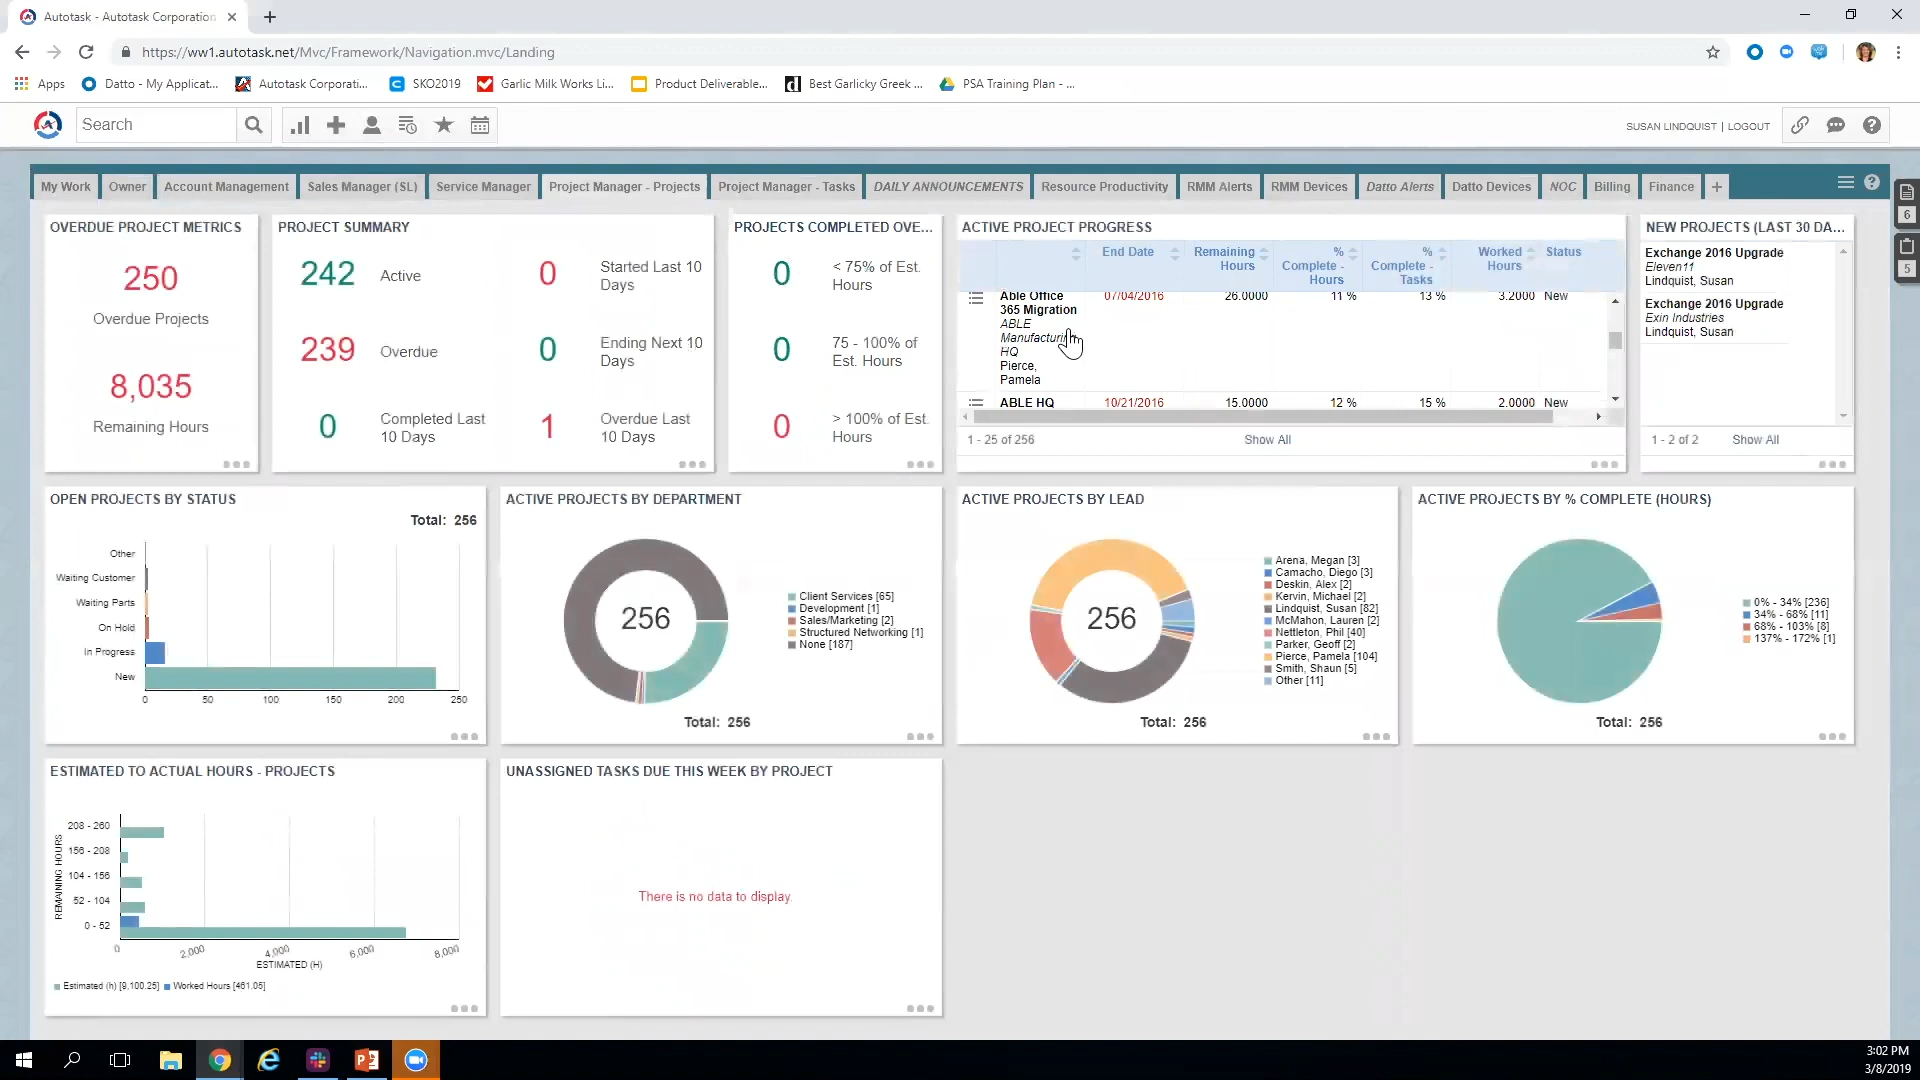 Autotask - Autotask Corporation
https://ww1.autotask.net/Mvc/Framework/Navigation.mvc/Landing
Apps
Datto - My Applicat...
Autotask Corporati...
SKO2019
Garlic Milk Works Li...
Product Deliverable...
Best Garlicky Greek ...
PSA Training Plan - ...
Search
SUSAN LINDQUIST | LOGOUT
My Work
Owner
Account Management
Sales Manager (SL)
Service Manager
Project Manager - Projects
Project Manager - Tasks
DAILY ANNOUNCEMENTS
Resource Productivity
RMM Alerts
RMM Devices
Datto Alerts
Datto Devices
NOC
Billing
Finance
6
5
OVERDUE PROJECT METRICS
250
Overdue Projects
8,035
Remaining Hours
PROJECT SUMMARY
242 Active
0 Started Last 10
Days
239 Overdue
0 Ending Next 10
Days
0 Completed Last
10 Days
1 Overdue Last
10 Days
PROJECTS COMPLETED OVE...
0 < 75% of Est.
Hours
0 75 - 100% of
Est. Hours
0 > 100% of Est.
Hours
ACTIVE PROJECT PROGRESS
End Date
Remaining
Hours
%
Complete -
Hours
%
Complete -
Tasks
Worked
Hours
Status
Able Office 07/04/2016 26.0000 11 % 13 % 3.2000 New
365 Migration
ABLE
Manufacturing
HQ
Pierce,
Pamela
ABLE HQ 10/21/2016 15.0000 12 % 15 % 2.0000 New
1 - 25 of 256 Show All
NEW PROJECTS (LAST 30 DA...
Exchange 2016 Upgrade
Eleven11
Lindquist, Susan
Exchange 2016 Upgrade
Exin Industries
Lindquist, Susan
1 - 2 of 2 Show All
OPEN PROJECTS BY STATUS
Total: 256
Other
Waiting Customer
Waiting Parts
On Hold
In Progress
New
0 50 100 150 200 250
ACTIVE PROJECTS BY DEPARTMENT
256
Client Services [65]
Development [1]
Sales/Marketing [2]
Structured Networking [1]
None [187]
Total: 256
ACTIVE PROJECTS BY LEAD
256
Arena, Megan [3]
Camacho, Diego [3]
Deskin, Alex [2]
Kervin, Michael [2]
Lindquist, Susan [82]
McMahon, Lauren [2]
Nettleton, Phil [40]
Parker, Geoff [2]
Pierce, Pamela [104]
Smith, Shaun [5]
Other [11]
Total: 256
ACTIVE PROJECTS BY % COMPLETE (HOURS)
0% - 34% [236]
34% - 68% [11]
68% - 103% [8]
137% - 172% [1]
Total: 256
ESTIMATED TO ACTUAL HOURS - PROJECTS
REMAINING HOURS
208 - 260
156 - 208
104 - 156
52 - 104
0 - 52
0 2,000 4,000 6,000 8,000
ESTIMATED (H)
Estimated (h) [9,100.25] Worked Hours [461.05]
UNASSIGNED TASKS DUE THIS WEEK BY PROJECT
There is no data to display.
3:02 PM
3/8/2019